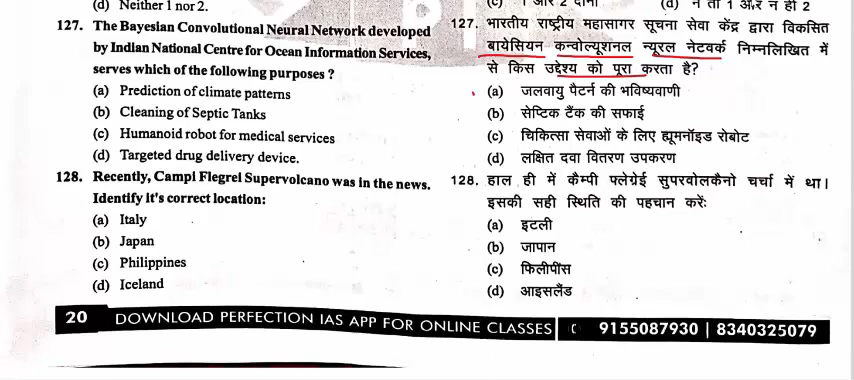 (d) Neither 1 nor 2.
127. The Bayesian Convolutional Neural Network developed
by Indian National Centre for Ocean Information Services,
serves which of the following purposes ?
(a) Prediction of climate patterns
(b) Cleaning of Septic Tanks
(c) Humanoid robot for medical services
(d) Targeted drug delivery device.
128. Recently, Campi Flegrel Supervolcano was in the news.
Identify it's correct location:
(a) Italy
(b) Japan
(c) Philippines
(d) Iceland
(c) 1 और 2 दोनों
(d) न तो 1 और न ही 2
127. भारतीय राष्ट्रीय महासागर सूचना सेवा केंद्र द्वारा विकसित
बायेसियन कन्वोल्यूशनल न्यूरल नेटवर्क निम्नलिखित में
से किस उद्देश्य को पूरा करता है?
(a) जलवायु पैटर्न की भविष्यवाणी
(b) सेप्टिक टैंक की सफाई
(c) चिकित्सा सेवाओं के लिए ह्यूमनॉइड रोबोट
(d) लक्षित दवा वितरण उपकरण
128. हाल ही में कैम्पी फ्लेग्रेई सुपरवोलकैनो चर्चा में था।
इसकी सही स्थिति की पहचान करेंः
(a) इटली
(b) जापान
(c) फिलीपींस
(d) आइसलैंड
20 DOWNLOAD PERFECTION IAS APP FOR ONLINE CLASSES 9155087930 | 8340325079